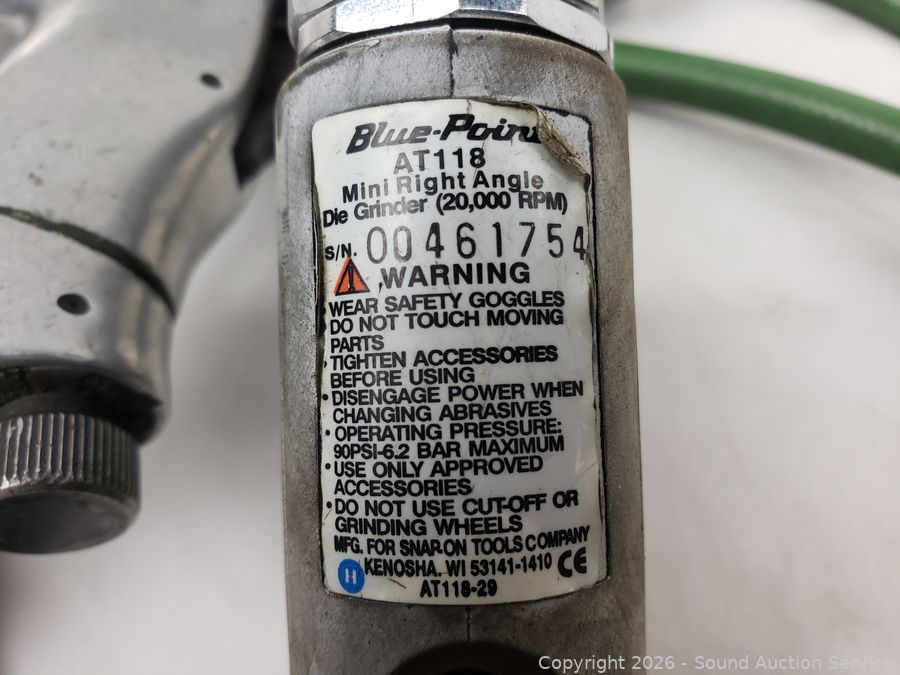 Blue-Point
AT118
Mini Right Angle
Die Grinder (20,000 RPM)
S/N. 00461754
WARNING
WEAR SAFETY GOGGLES
DO NOT TOUCH MOVING
PARTS
• TIGHTEN ACCESSORIES
BEFORE USING
• DISENGAGE POWER WHEN
CHANGING ABRASIVES
• OPERATING PRESSURE:
90PSI-6.2 BAR MAXIMUM
• USE ONLY APPROVED
ACCESSORIES
• DO NOT USE CUT-OFF OR
GRINDING WHEELS
MFG. FOR SNAP-ON TOOLS COMPANY
H KENOSHA, WI 53141-1410 CE
AT118-29
Copyright 2026 - Sound Auction Service